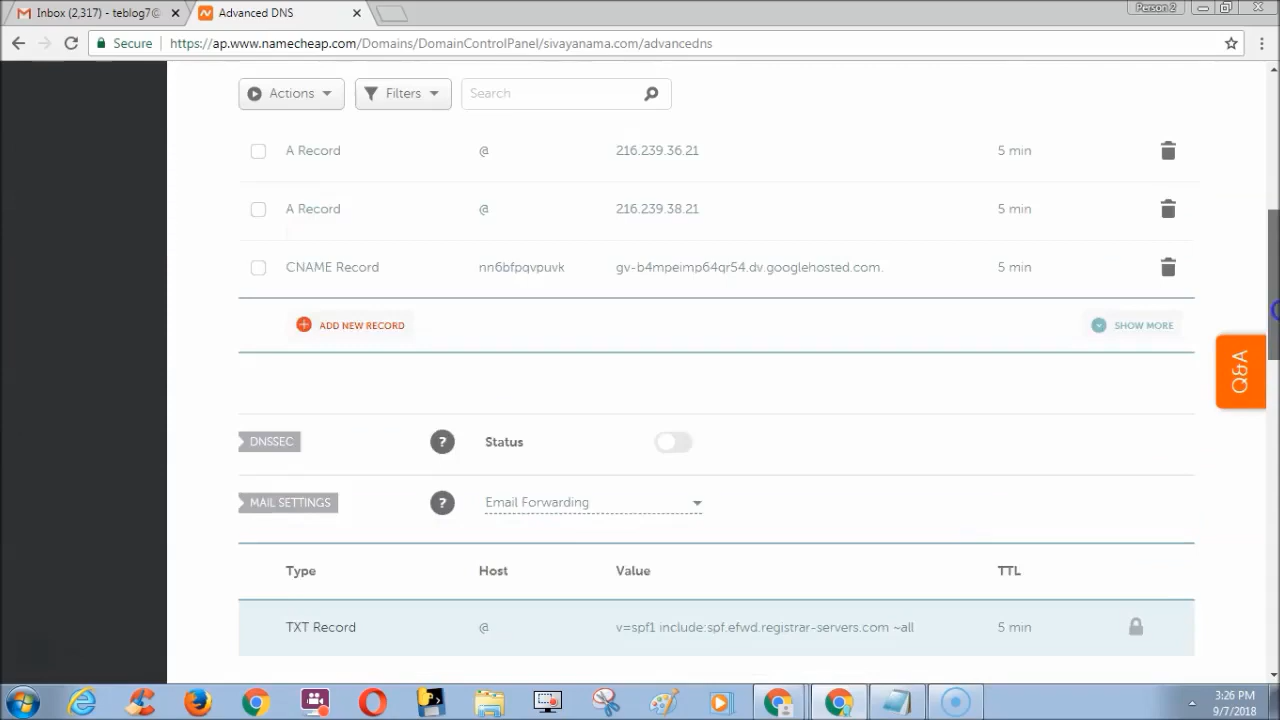 Inbox (2,317) - teblog7@
Advanced DNS
Person 2
Secure
https://ap.www.namecheap.com/Domains/DomainControlPanel/sivayanama.com/advancedns
Actions
Filters
Search
A Record @ 216.239.36.21 5 min
A Record @ 216.239.38.21 5 min
CNAME Record nn6bfpqvpuvk gv-b4mpeimp64qr54.dv.googlehosted.com. 5 min
ADD NEW RECORD
SHOW MORE
Q&A
DNSSEC ? Status
MAIL SETTINGS ? Email Forwarding
Type Host Value TTL
TXT Record @ v=spf1 include:spf.efwd.registrar-servers.com ~all 5 min
3:26 PM
9/7/2018